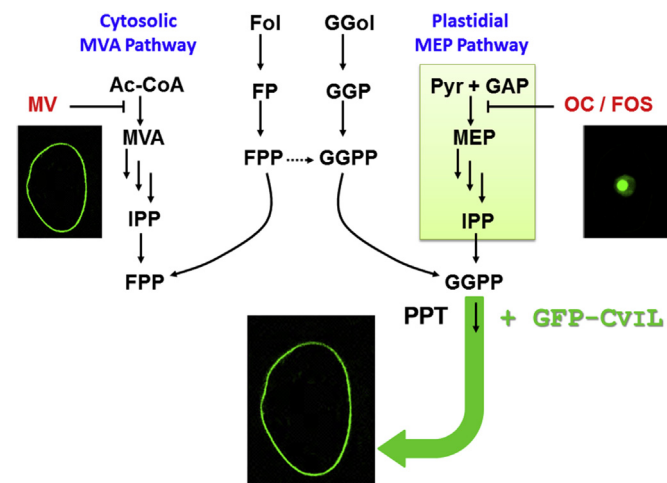 Cytosolic
MVA Pathway
Fol
GGol
Plastidial
MEP Pathway
MV
Ac-CoA
FP
GGP
Pyr + GAP
OC / FOS
MVA
FPP
GGPP
MEP
IPP
IPP
FPP
GGPP
PPT
+ GFP-CVIL